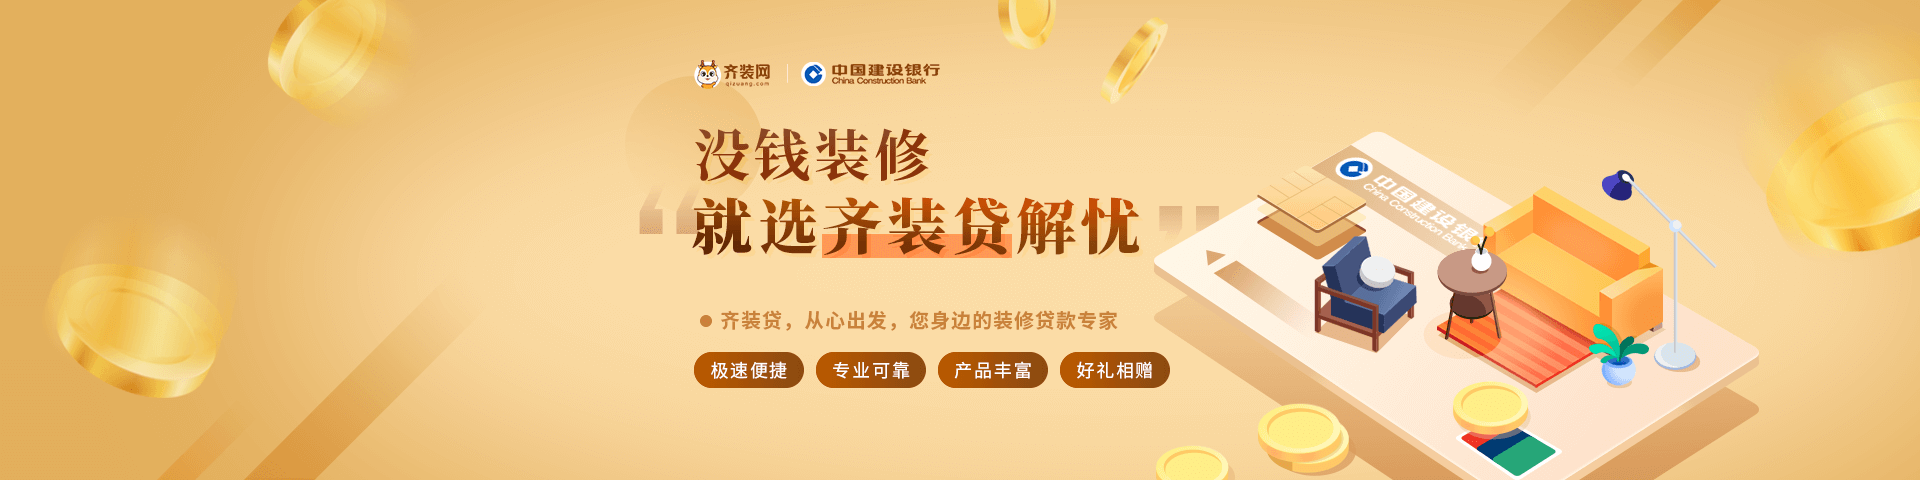 齐装网 中国建设银行
qizuang.com China Construction Bank
没钱装修
就选齐装贷解忧
齐装贷，从心出发，您身边的装修贷款专家
极速便捷 专业可靠 产品丰富 好礼相赠
中国建设银
China Construction Bank